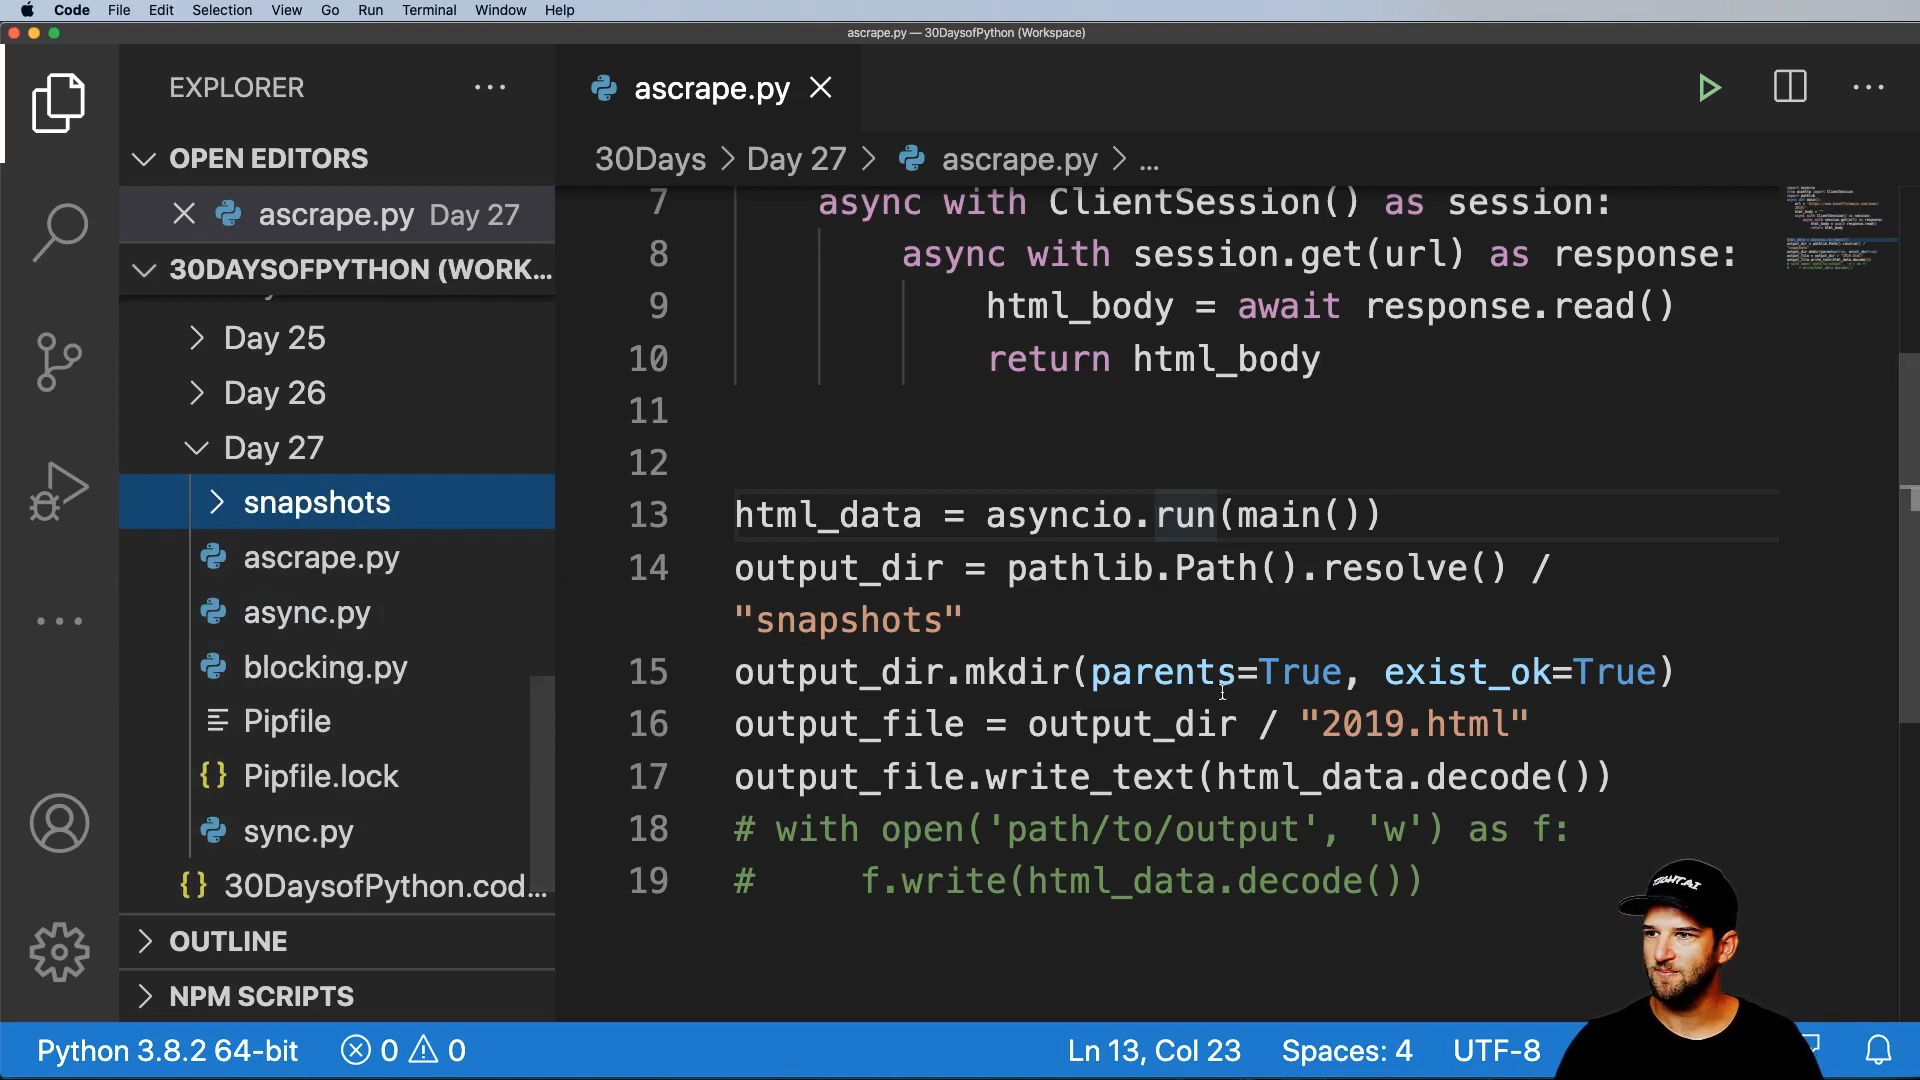 Code File Edit Selection View Go Run Terminal Window Help
ascrape.py — 30DaysofPython (Workspace)
EXPLORER
OPEN EDITORS
ascrape.py Day 27
30DAYSOFPYTHON (WORK...
Day 25
Day 26
Day 27
snapshots
ascrape.py
async.py
blocking.py
Pipfile
Pipfile.lock
sync.py
30DaysofPython.cod...
OUTLINE
NPM SCRIPTS
ascrape.py
30Days > Day 27 > ascrape.py > ...
7 async with ClientSession() as session:
8 async with session.get(url) as response:
9 html_body = await response.read()
10 return html_body
11
12
13 html_data = asyncio.run(main())
14 output_dir = pathlib.Path().resolve() /
"snapshots"
15 output_dir.mkdir(parents=True, exist_ok=True)
16 output_file = output_dir / "2019.html"
17 output_file.write_text(html_data.decode())
18 # with open('path/to/output', 'w') as f:
19 # f.write(html_data.decode())
Python 3.8.2 64-bit 0 0 Ln 13, Col 23 Spaces: 4 UTF-8